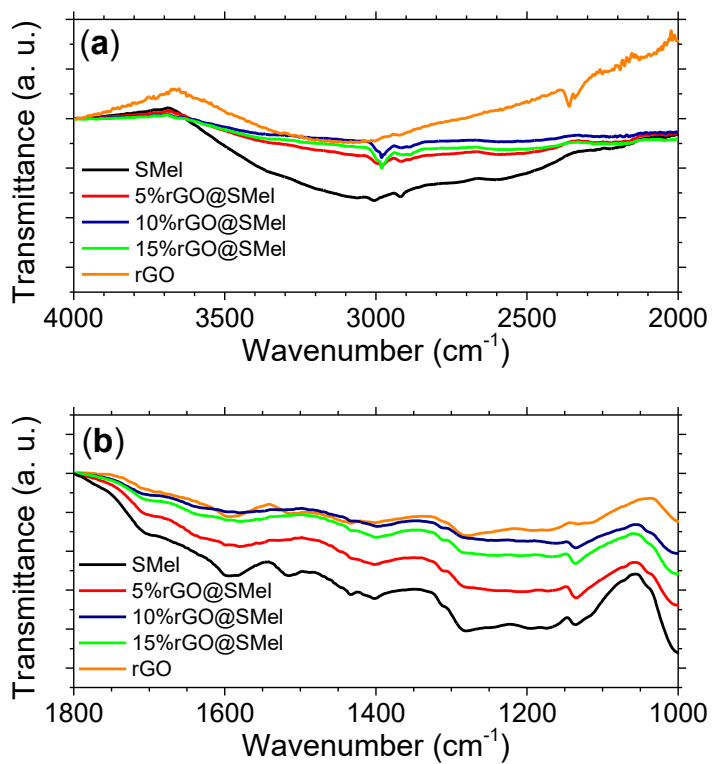 (a)
Transmittance (a. u.)
SMel
5%rGO@SMel
10%rGO@SMel
15%rGO@SMel
rGO
4000 3500 3000 2500 2000
Wavenumber (cm⁻¹)
(b)
Transmittance (a. u.)
SMel
5%rGO@SMel
10%rGO@SMel
15%rGO@SMel
rGO
1800 1600 1400 1200 1000
Wavenumber (cm⁻¹)